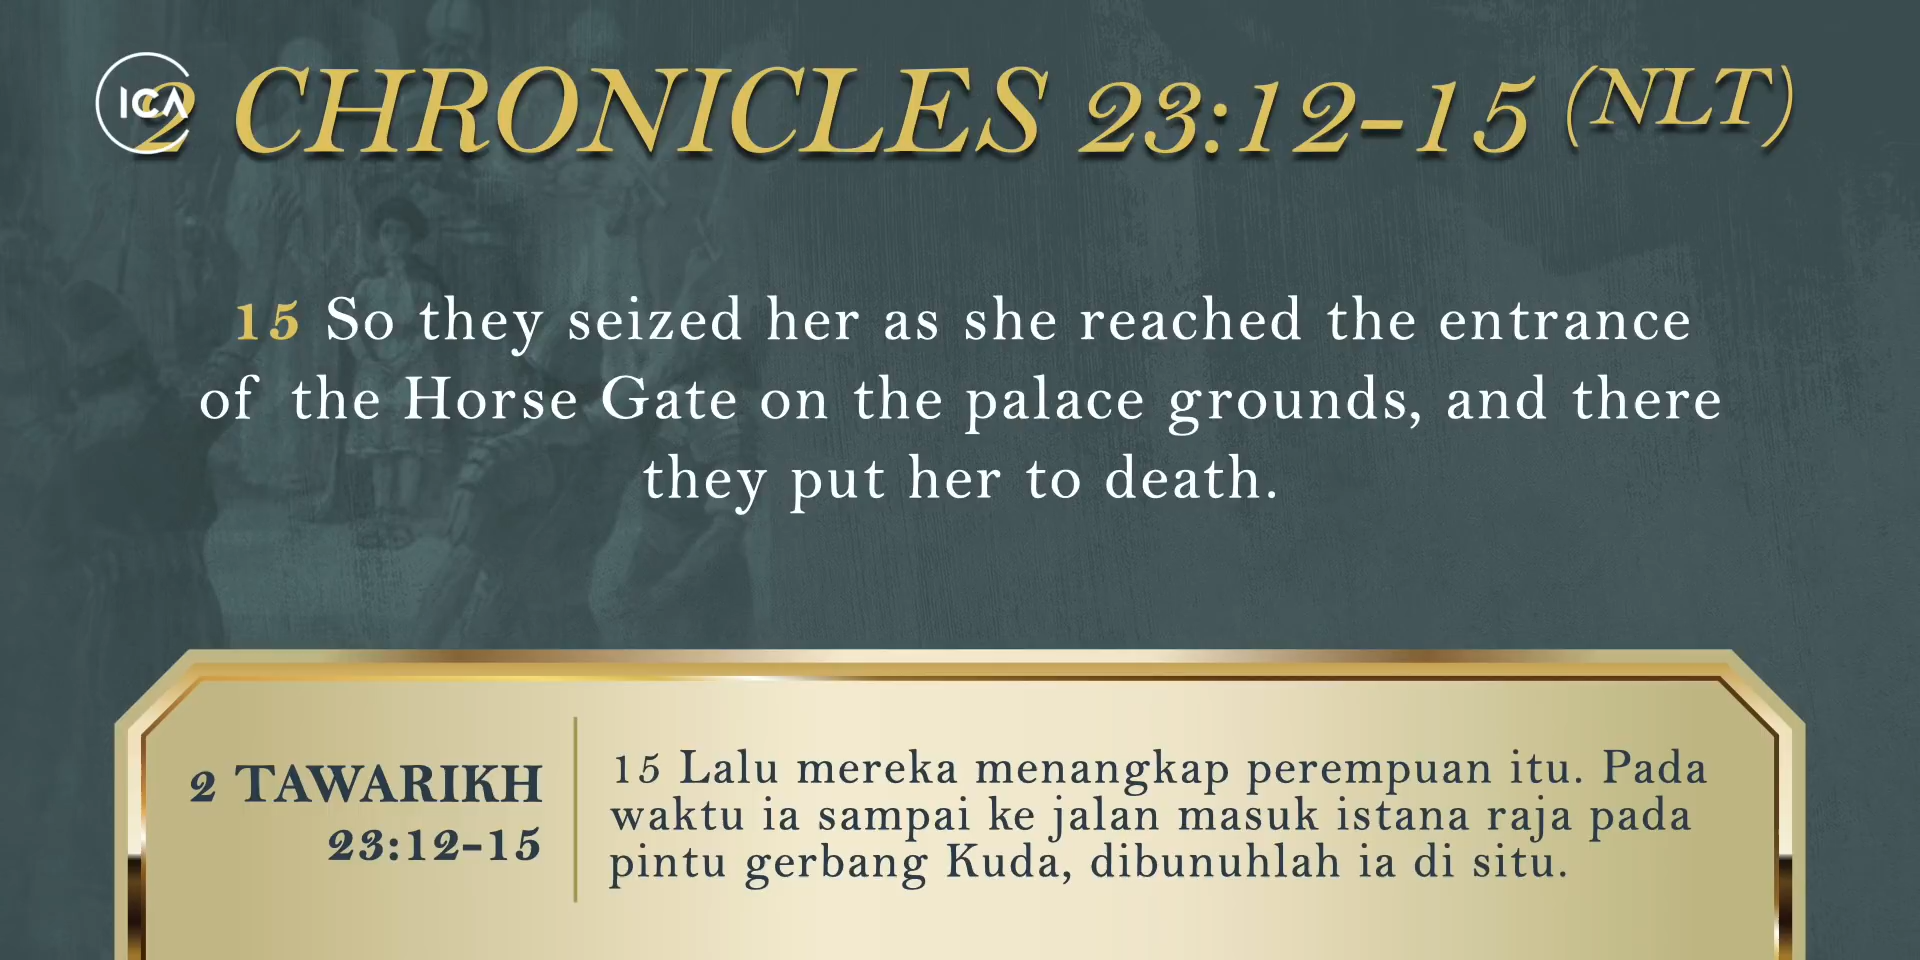 ICA
2 CHRONICLES 23:12-15 (NLT)
15 So they seized her as she reached the entrance
of the Horse Gate on the palace grounds, and there
they put her to death.
2 TAWARIKH
23:12-15
15 Lalu mereka menangkap perempuan itu. Pada
waktu ia sampai ke jalan masuk istana raja pada
pintu gerbang Kuda, dibunuhlah ia di situ.